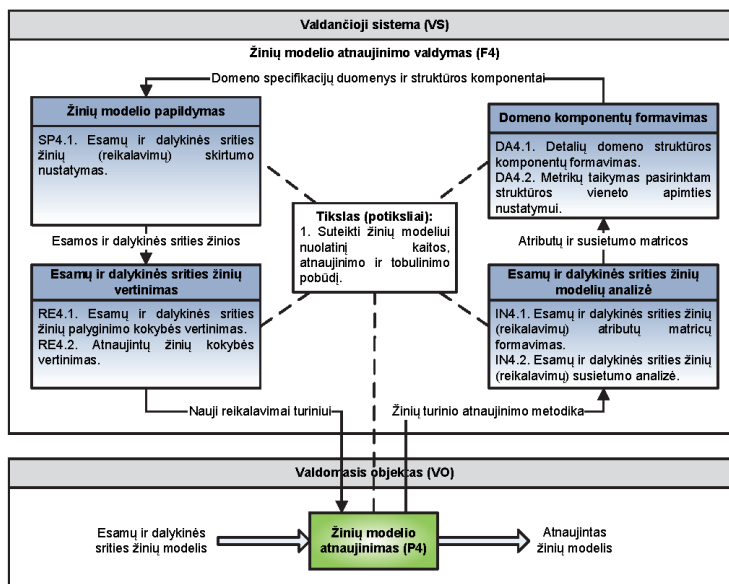 Valdančioji sistema (VS)
Žinių modelio atnaujinimo valdymas (F4)
Domeno specifikacijų duomenys ir struktūros komponentai
Žinių modelio papildymas
SP4.1. Esamų ir dalykinės srities
žinių (reikalavimų) skirtumo
nustatymas.
Domeno komponentų formavimas
DA4.1. Detalių domeno struktūros
komponentų formavimas.
DA4.2. Metrikų taikymas pasirinktam
struktūros vieneto apimties
nustatymui.
Tikslas (potiksliai):
1. Suteikti žinių modeliui
nuolatinį kaitos,
atnaujinimo ir tobulinimo
pobūdį.
Esamos ir dalykinės srities žinios
Atributų ir susietumo matricos
Esamų ir dalykinės srities žinių
vertinimas
RE4.1. Esamų ir dalykinės srities
žinių palyginimo kokybės vertinimas.
RE4.2. Atnaujintų žinių kokybės
vertinimas.
Esamų ir dalykinės srities žinių
modelių analizė
IN4.1. Esamų ir dalykinės srities žinių
(reikalavimų) atributų matricų
formavimas.
IN4.2. Esamų ir dalykinės srities žinių
(reikalavimų) susietumo analizė.
Nauji reikalavimai turiniui
Žinių turinio atnaujinimo metodika
Valdomasis objektas (VO)
Esamų ir dalykinės
srities žinių modelis
Žinių modelio
atnaujinimas (P4)
Atnaujintas
žinių modelis